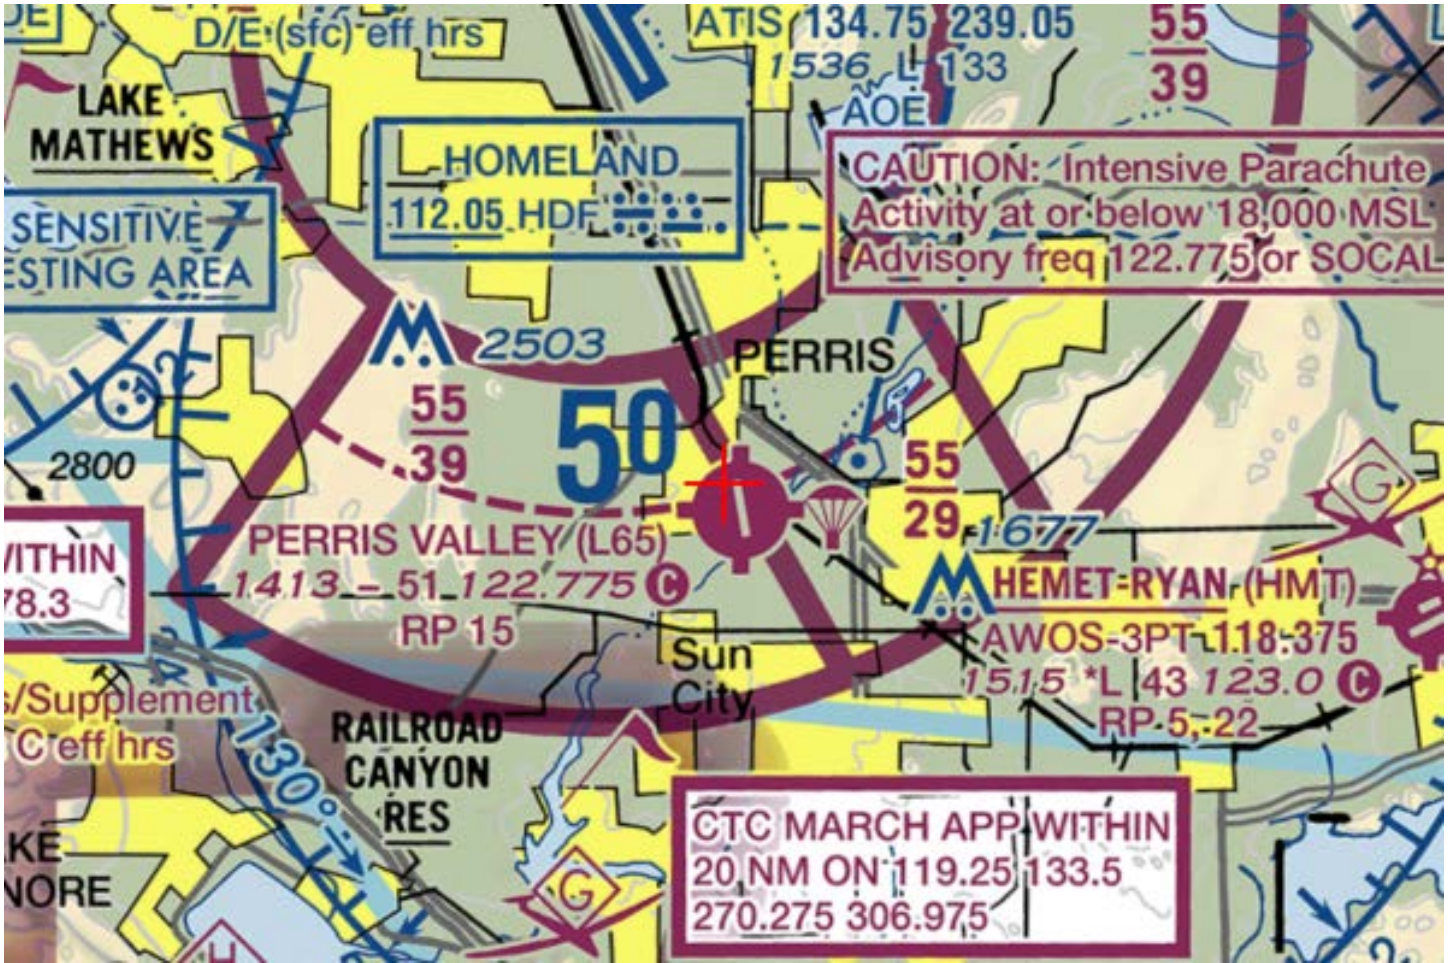 D/E (sfc) eff hrs
ATIS 134.75 239.05
1536 L 133
AOE
55
39
LAKE
MATHEWS
HOMELAND
112.05 HDF
CAUTION: Intensive Parachute
Activity at or below 18,000 MSL
Advisory freq 122.775 or SOCAL
SENSITIVE
ESTING AREA
2503
PERRIS
12
55
39
50
2800
55
29
G
1677
PERRIS VALLEY (L65)
1413 – 51 122.775 C
RP 15
WITHIN
78.3
HEMET-RYAN (HMT)
AWOS-3PT 118.375
1515 *L 43 123.0 C
RP 5, 22
Sun
City
24
s/Supplement
C eff hrs
130°
RAILROAD
CANYON
RES
CTC MARCH APP WITHIN
20 NM ON 119.25 133.5
270.275 306.975
KE
NORE
G
H